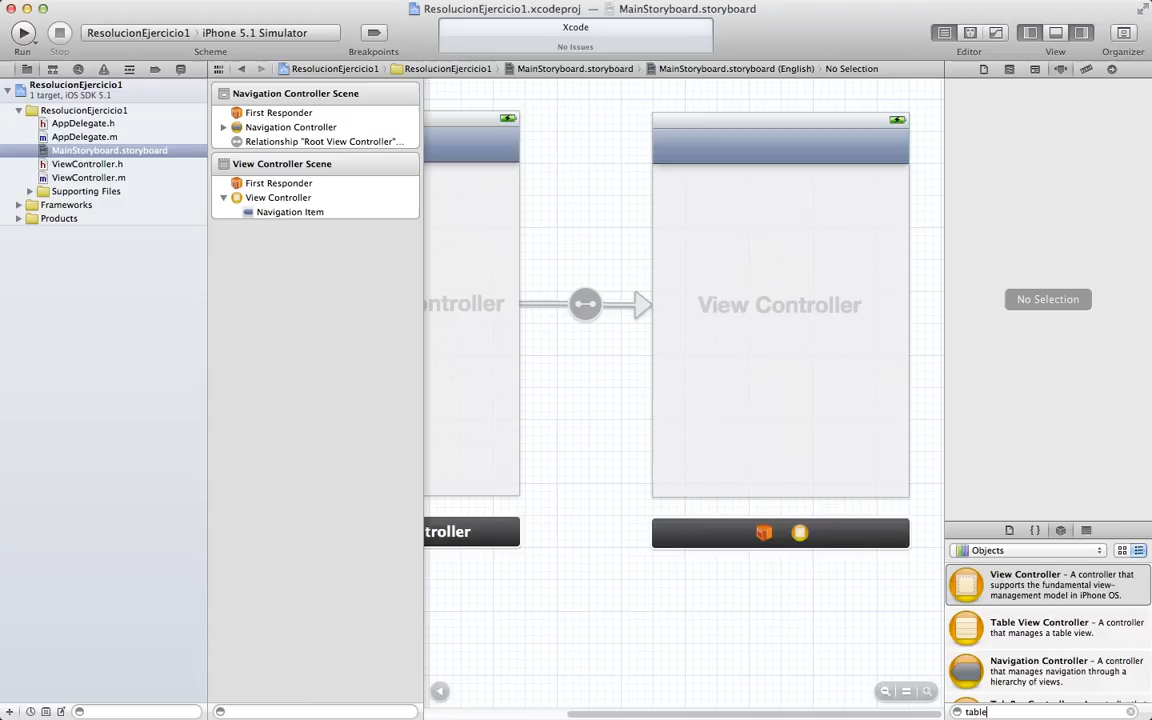 ResolucionEjercicio1.xcodeproj — MainStoryboard.storyboard
ResolucionEjercicio1 › iPhone 5.1 Simulator
Xcode
No Issues
Run
Stop
Scheme
Breakpoints
Editor
View
Organizer
ResolucionEjercicio1
1 target, iOS SDK 5.1
ResolucionEjercicio1
AppDelegate.h
AppDelegate.m
MainStoryboard.storyboard
ViewController.h
ViewController.m
Supporting Files
Frameworks
Products
ResolucionEjercicio1
ResolucionEjercicio1
MainStoryboard.storyboard
MainStoryboard.storyboard (English)
No Selection
Navigation Controller Scene
First Responder
Navigation Controller
Relationship "Root View Controller"...
View Controller Scene
First Responder
View Controller
Navigation Item
ontroller
View Controller
troller
No Selection
Objects
View Controller – A controller that
supports the fundamental view-
management model in iPhone OS.
Table View Controller – A controller
that manages a table view.
Navigation Controller – A controller
that manages navigation through a
hierarchy of views.
table